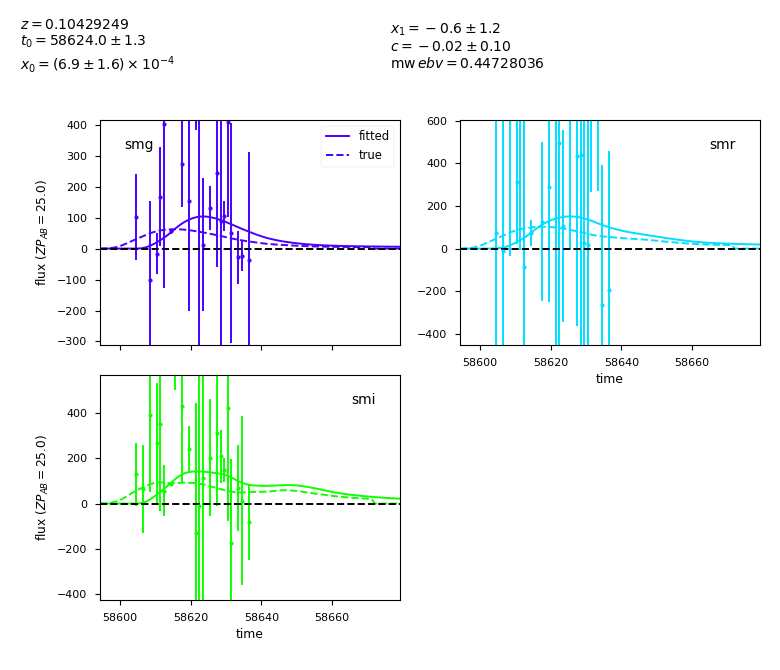 z = 0.10429249
t₀ = 58624.0 ± 1.3
x₀ = (6.9 ± 1.6) × 10⁻⁴
x₁ = −0.6 ± 1.2
c = −0.02 ± 0.10
mw ebv = 0.44728036
smg
fitted
true
400
300
200
100
0
−100
−200
−300
flux (ZP_AB = 25.0)
smr
600
400
200
0
−200
−400
58600 58620 58640 58660
time
smi
400
200
0
−200
−400
flux (ZP_AB = 25.0)
58600 58620 58640 58660
time